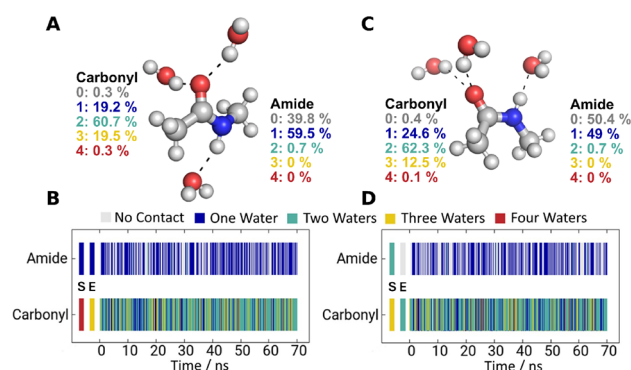 A
Carbonyl
0: 0.3 %
1: 19.2 %
2: 60.7 %
3: 19.5 %
4: 0.3 %
Amide
0: 39.8 %
1: 59.5 %
2: 0.7 %
3: 0 %
4: 0 %
C
Carbonyl
0: 0.4 %
1: 24.6 %
2: 62.3 %
3: 12.5 %
4: 0.1 %
Amide
0: 50.4 %
1: 49 %
2: 0.7 %
3: 0 %
4: 0 %
B
D
No Contact One Water Two Waters Three Waters Four Waters
Amide
S E
Carbonyl
0 10 20 30 40 50 60 70
Time / ns
Amide
S E
Carbonyl
0 10 20 30 40 50 60 70
Time / ns